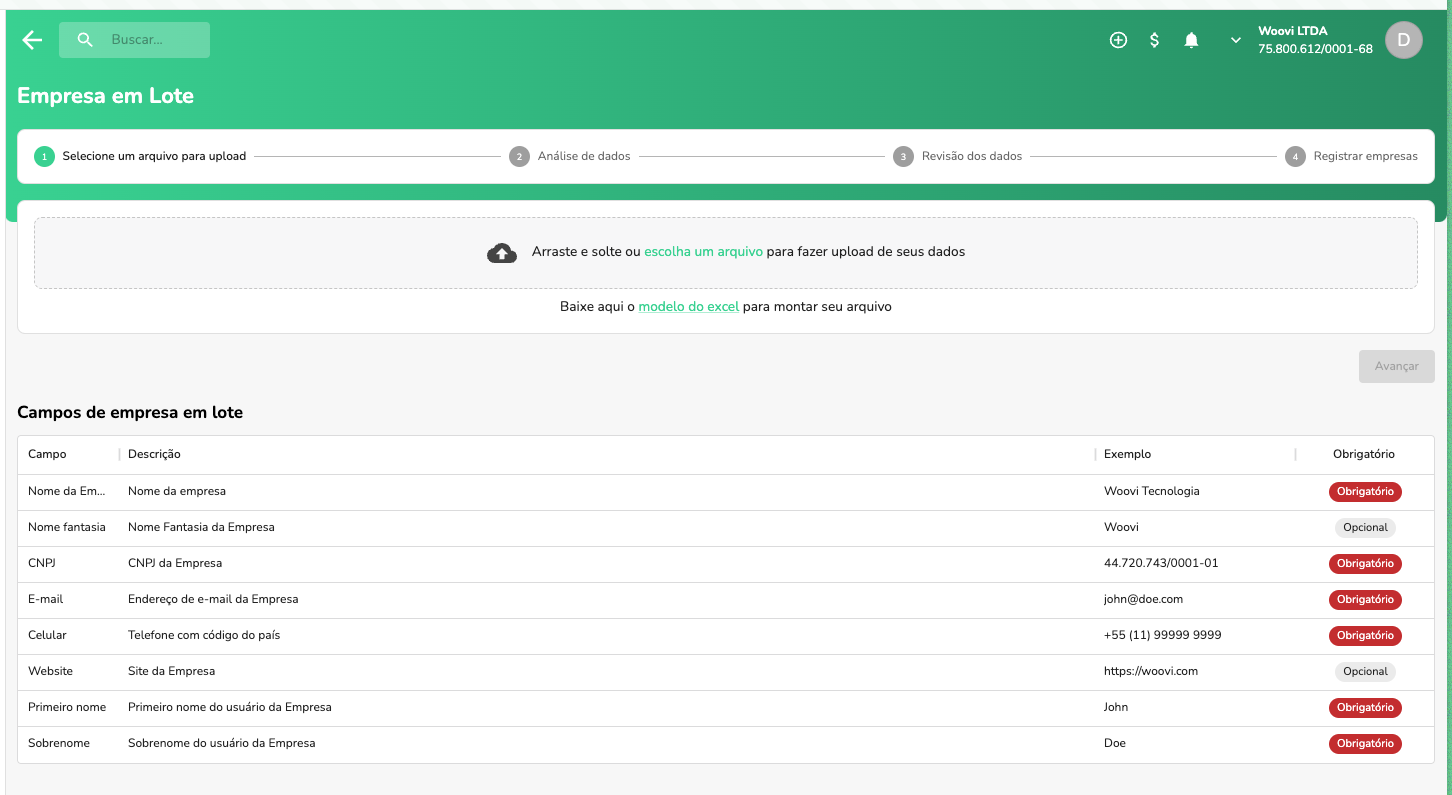 Buscar...
Woovi LTDA
75.800.612/0001-68
D
Empresa em Lote
1 Selecione um arquivo para upload 2 Análise de dados 3 Revisão dos dados 4 Registrar empresas
Arraste e solte ou escolha um arquivo para fazer upload de seus dados
Baixe aqui o modelo do excel para montar seu arquivo
Avançar
Campos de empresa em lote
Campo Descrição Exemplo Obrigatório
Nome da Em... Nome da empresa Woovi Tecnologia Obrigatório
Nome fantasia Nome Fantasia da Empresa Woovi Opcional
CNPJ CNPJ da Empresa 44.720.743/0001-01 Obrigatório
E-mail Endereço de e-mail da Empresa john@doe.com Obrigatório
Celular Telefone com código do país +55 (11) 99999 9999 Obrigatório
Website Site da Empresa https://woovi.com Opcional
Primeiro nome Primeiro nome do usuário da Empresa John Obrigatório
Sobrenome Sobrenome do usuário da Empresa Doe Obrigatório